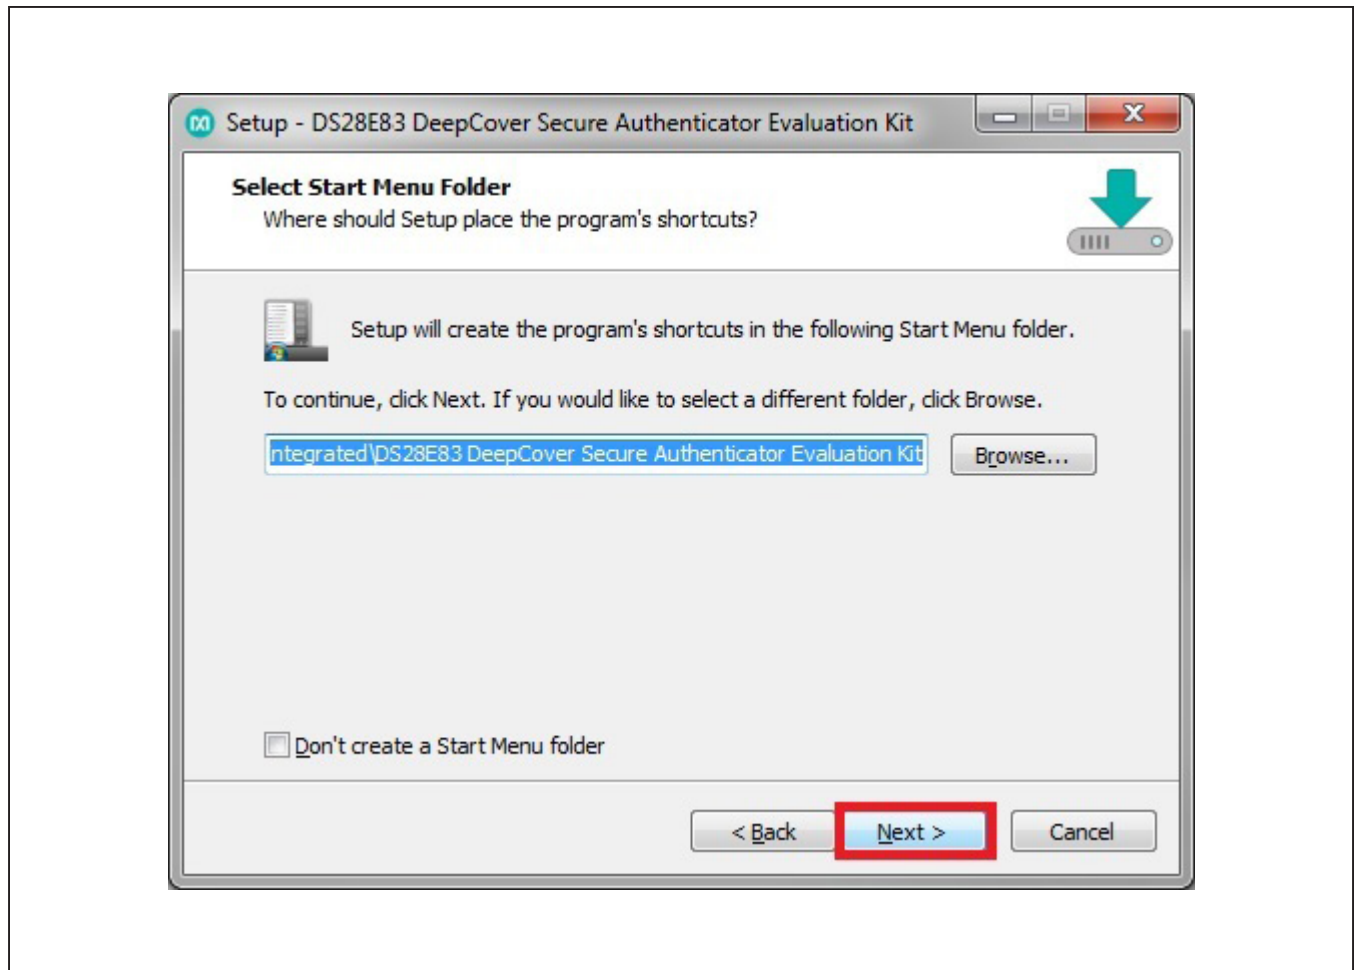 Setup - DS28E83 DeepCover Secure Authenticator Evaluation Kit
Select Start Menu Folder
Where should Setup place the program's shortcuts?
Setup will create the program's shortcuts in the following Start Menu folder.
To continue, click Next. If you would like to select a different folder, click Browse.
ntegrated\DS28E83 DeepCover Secure Authenticator Evaluation Kit
Browse...
Don't create a Start Menu folder
< Back Next > Cancel